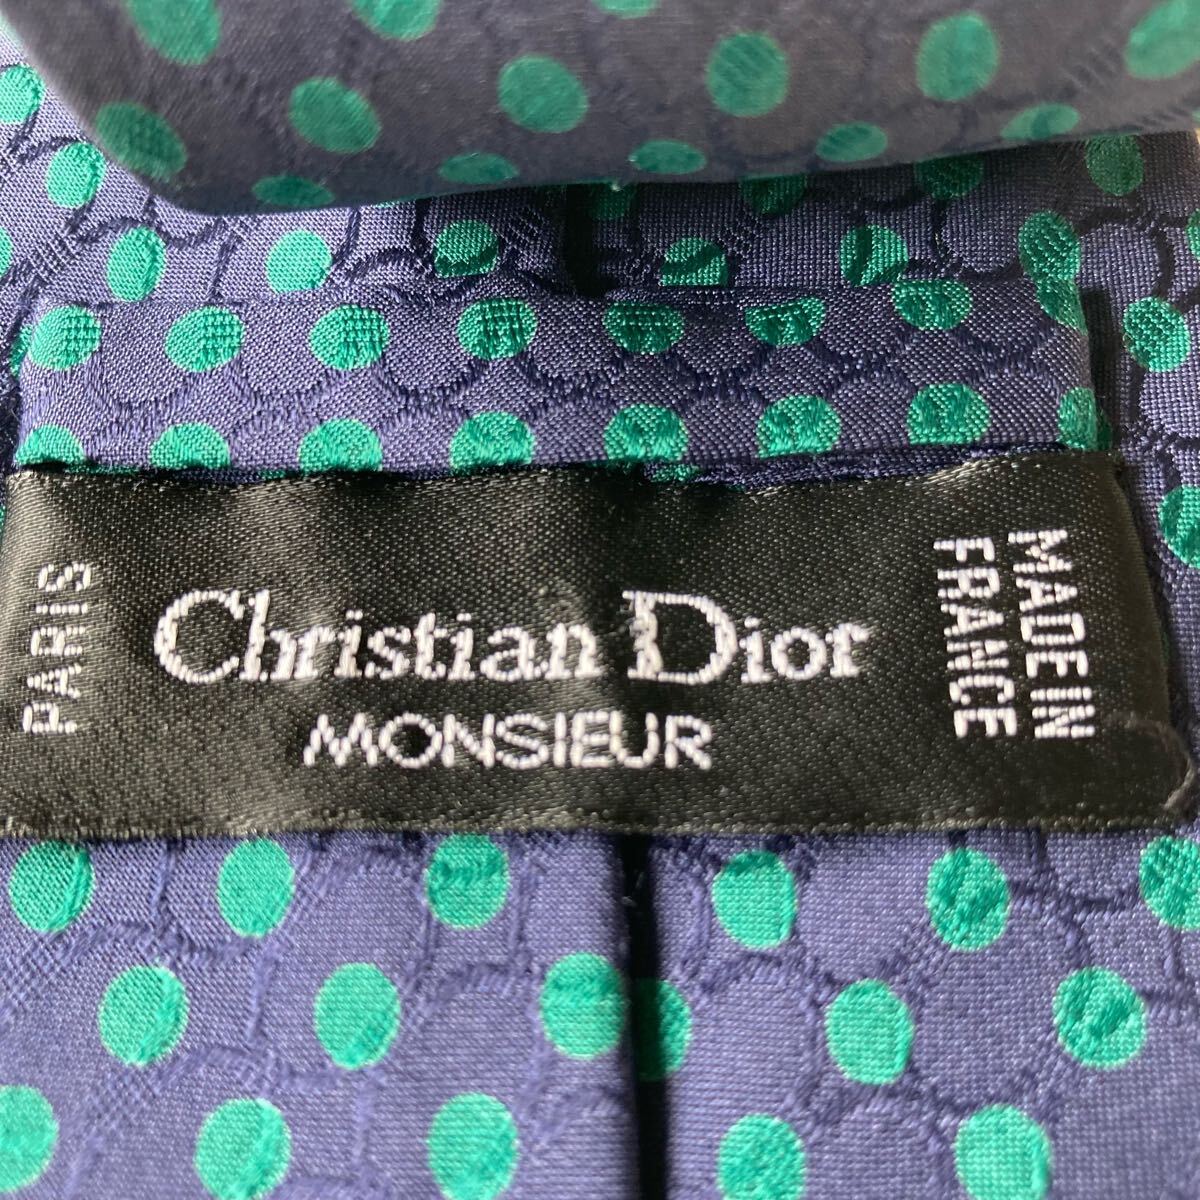 PARIS
Christian Dior
MONSIEUR
MADE IN
FRANCE